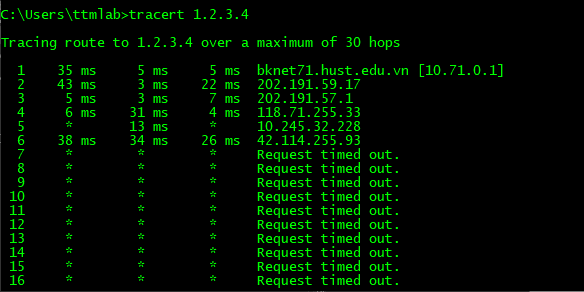 C:\Users\ttmlab>tracert 1.2.3.4
Tracing route to 1.2.3.4 over a maximum of 30 hops
1 35 ms 5 ms 5 ms bknet71.hust.edu.vn [10.71.0.1]
2 43 ms 3 ms 22 ms 202.191.59.17
3 5 ms 3 ms 7 ms 202.191.57.1
4 6 ms 31 ms 4 ms 118.71.255.33
5 * 13 ms * 10.245.32.228
6 38 ms 34 ms 26 ms 42.114.255.93
7 * * * Request timed out.
8 * * * Request timed out.
9 * * * Request timed out.
10 * * * Request timed out.
11 * * * Request timed out.
12 * * * Request timed out.
13 * * * Request timed out.
14 * * * Request timed out.
15 * * * Request timed out.
16 * * * Request timed out.